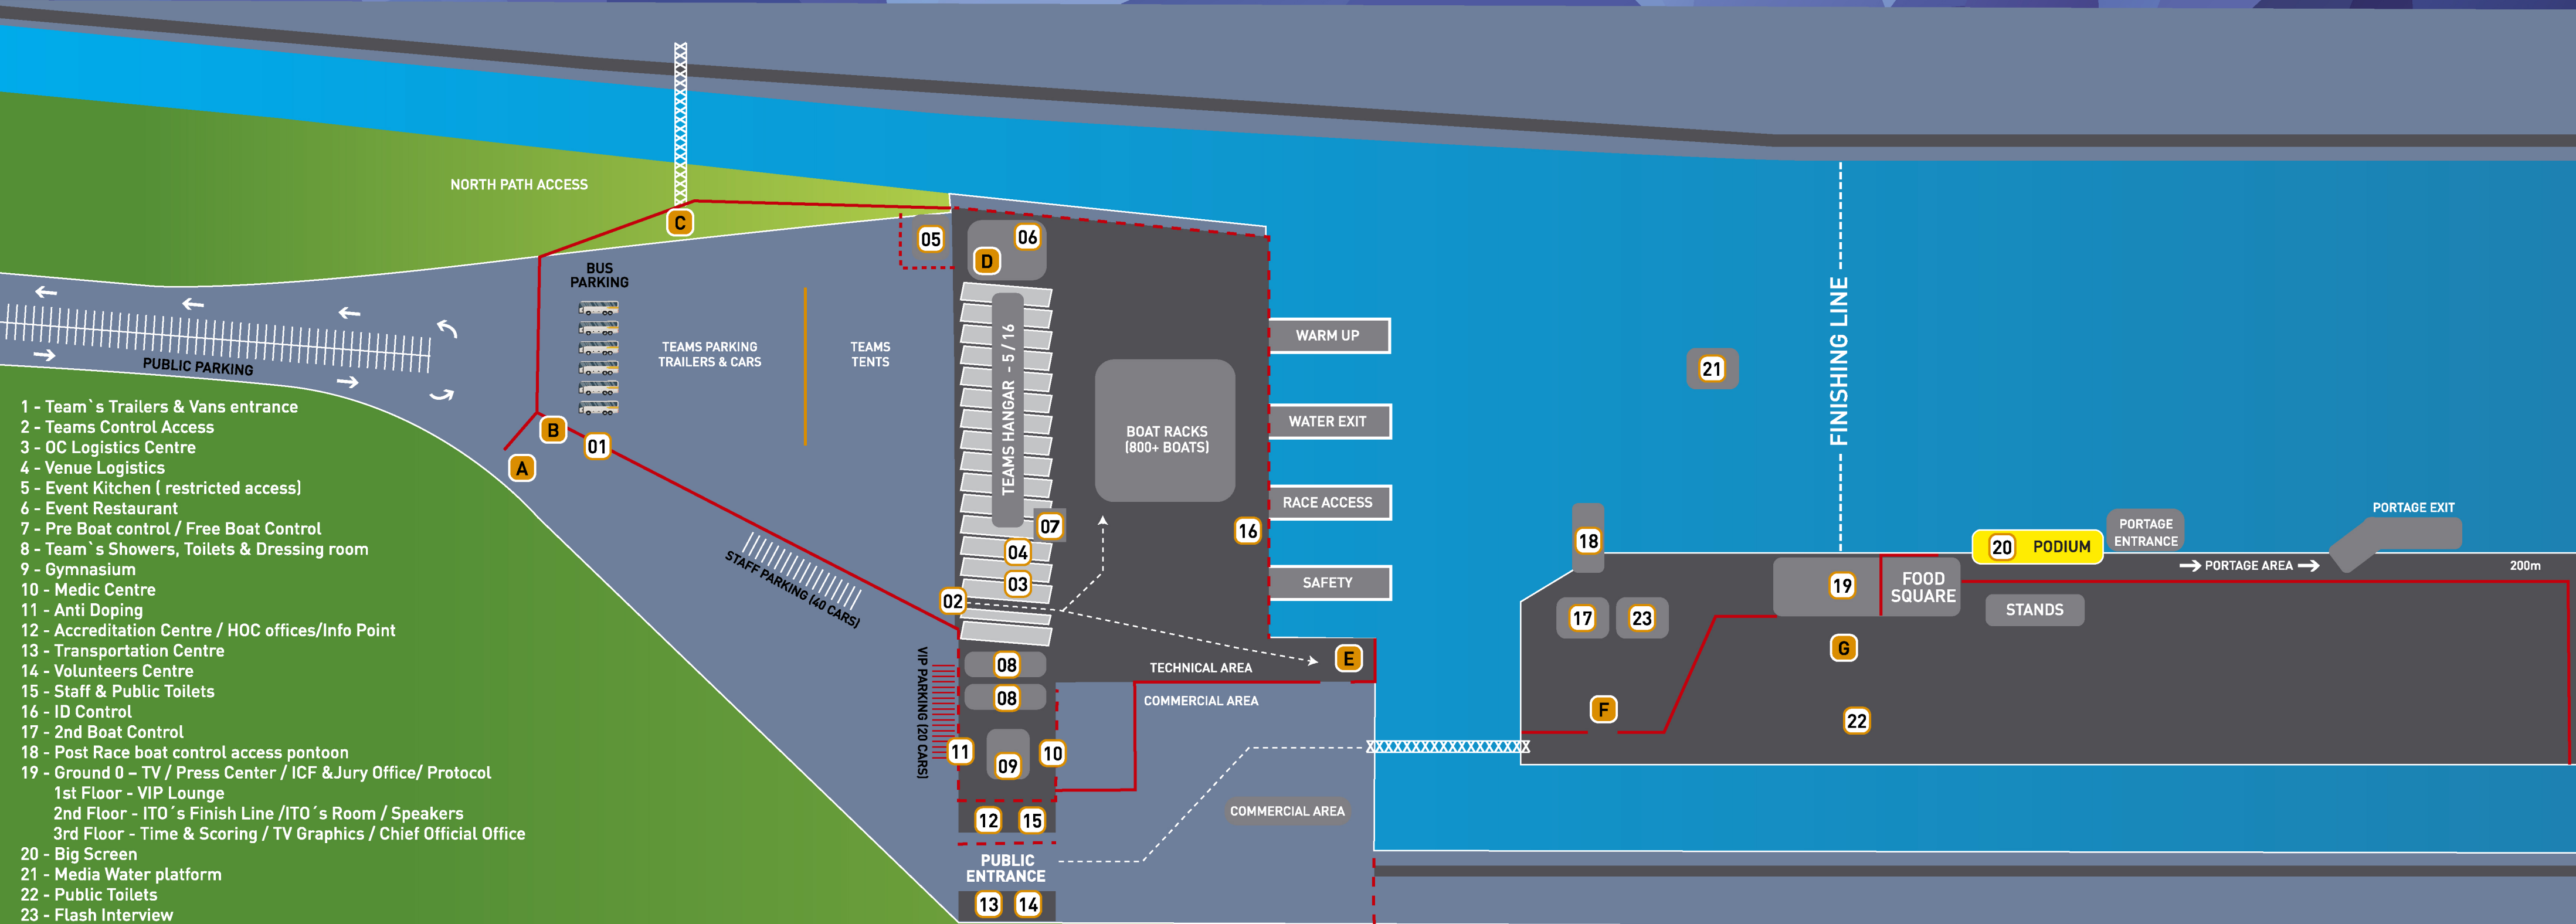 NORTH PATH ACCESS
C
05
06
D
BUS
PARKING
PUBLIC PARKING
TEAMS PARKING
TRAILERS & CARS
TEAMS
TENTS
TEAMS HANGAR - 5 / 16
BOAT RACKS
(800+ BOATS)
WARM UP
WATER EXIT
RACE ACCESS
SAFETY
21
FINISHING LINE
B
01
A
STAFF PARKING (40 CARS)
07
04
03
02
16
08
08
VIP PARKING (20 CARS)
11
09
10
12
15
PUBLIC
ENTRANCE
13
14
TECHNICAL AREA
E
COMMERCIAL AREA
COMMERCIAL AREA
18
17
23
F
19
FOOD
SQUARE
G
22
20
PODIUM
STANDS
PORTAGE
ENTRANCE
PORTAGE AREA
PORTAGE EXIT
200m
1 - Team`s Trailers & Vans entrance
2 - Teams Control Access
3 - OC Logistics Centre
4 - Venue Logistics
5 - Event Kitchen ( restricted access)
6 - Event Restaurant
7 - Pre Boat control / Free Boat Control
8 - Team`s Showers, Toilets & Dressing room
9 - Gymnasium
10 - Medic Centre
11 - Anti Doping
12 - Accreditation Centre / HOC offices/Info Point
13 - Transportation Centre
14 - Volunteers Centre
15 - Staff & Public Toilets
16 - ID Control
17 - 2nd Boat Control
18 - Post Race boat control access pontoon
19 - Ground 0 – TV / Press Center / ICF &Jury Office/ Protocol
1st Floor - VIP Lounge
2nd Floor - ITO´s Finish Line /ITO´s Room / Speakers
3rd Floor - Time & Scoring / TV Graphics / Chief Official Office
20 - Big Screen
21 - Media Water platform
22 - Public Toilets
23 - Flash Interview